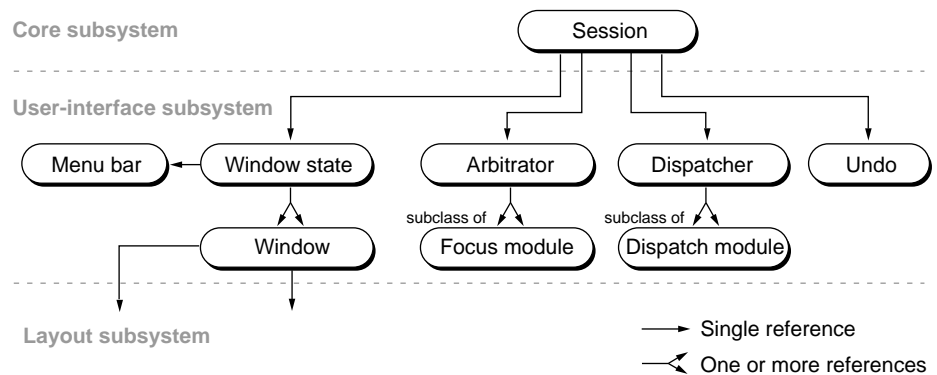 Core subsystem
Session
User-interface subsystem
Menu bar
Window state
Arbitrator
Dispatcher
Undo
subclass of
subclass of
Window
Focus module
Dispatch module
Layout subsystem
Single reference
One or more references